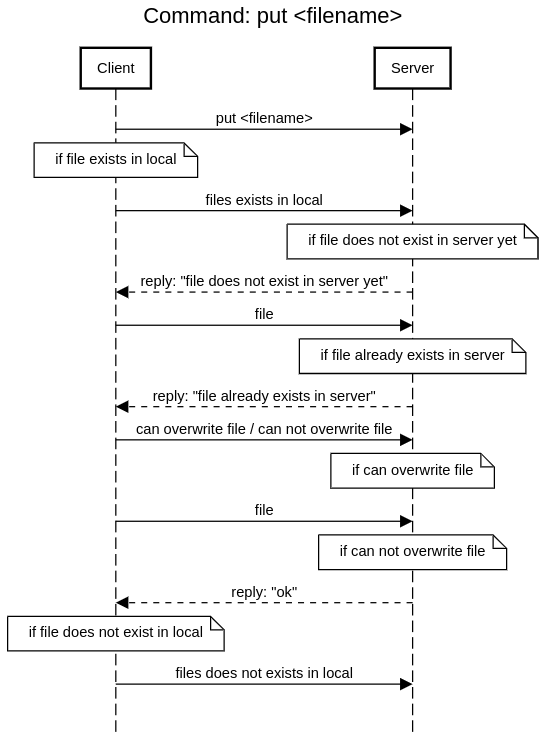 Command: put <filename>
Client
Server
put <filename>
if file exists in local
files exists in local
if file does not exist in server yet
reply: "file does not exist in server yet"
file
if file already exists in server
reply: "file already exists in server"
can overwrite file / can not overwrite file
if can overwrite file
file
if can not overwrite file
reply: "ok"
if file does not exist in local
files does not exists in local